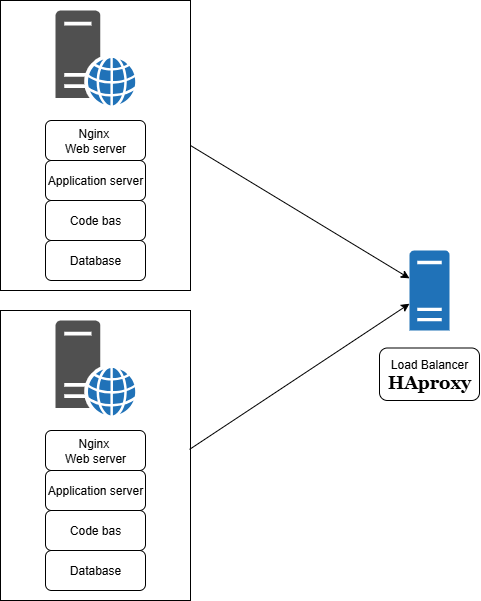 Nginx
Web server
Application server
Code bas
Database
Load Balancer
HAproxy
Nginx
Web server
Application server
Code bas
Database